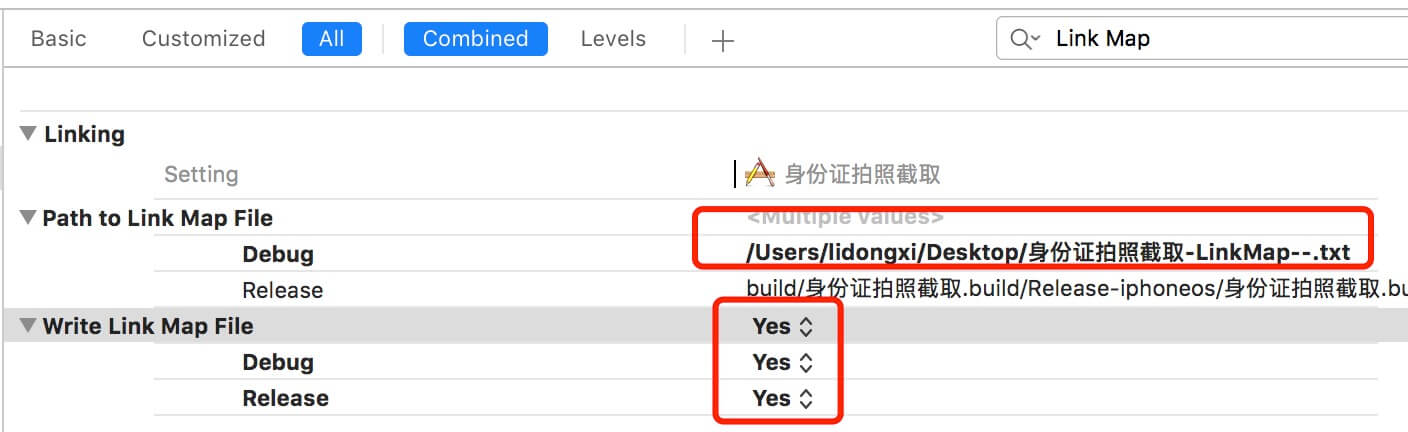 Basic Customized All Combined Levels Link Map
Linking
Setting 身份证拍照截取
Path to Link Map File <Multiple values>
Debug /Users/lidongxi/Desktop/身份证拍照截取-LinkMap--.txt
Release build/身份证拍照截取.build/Release-iphoneos/身份证拍照截取.bu
Write Link Map File Yes
Debug Yes
Release Yes